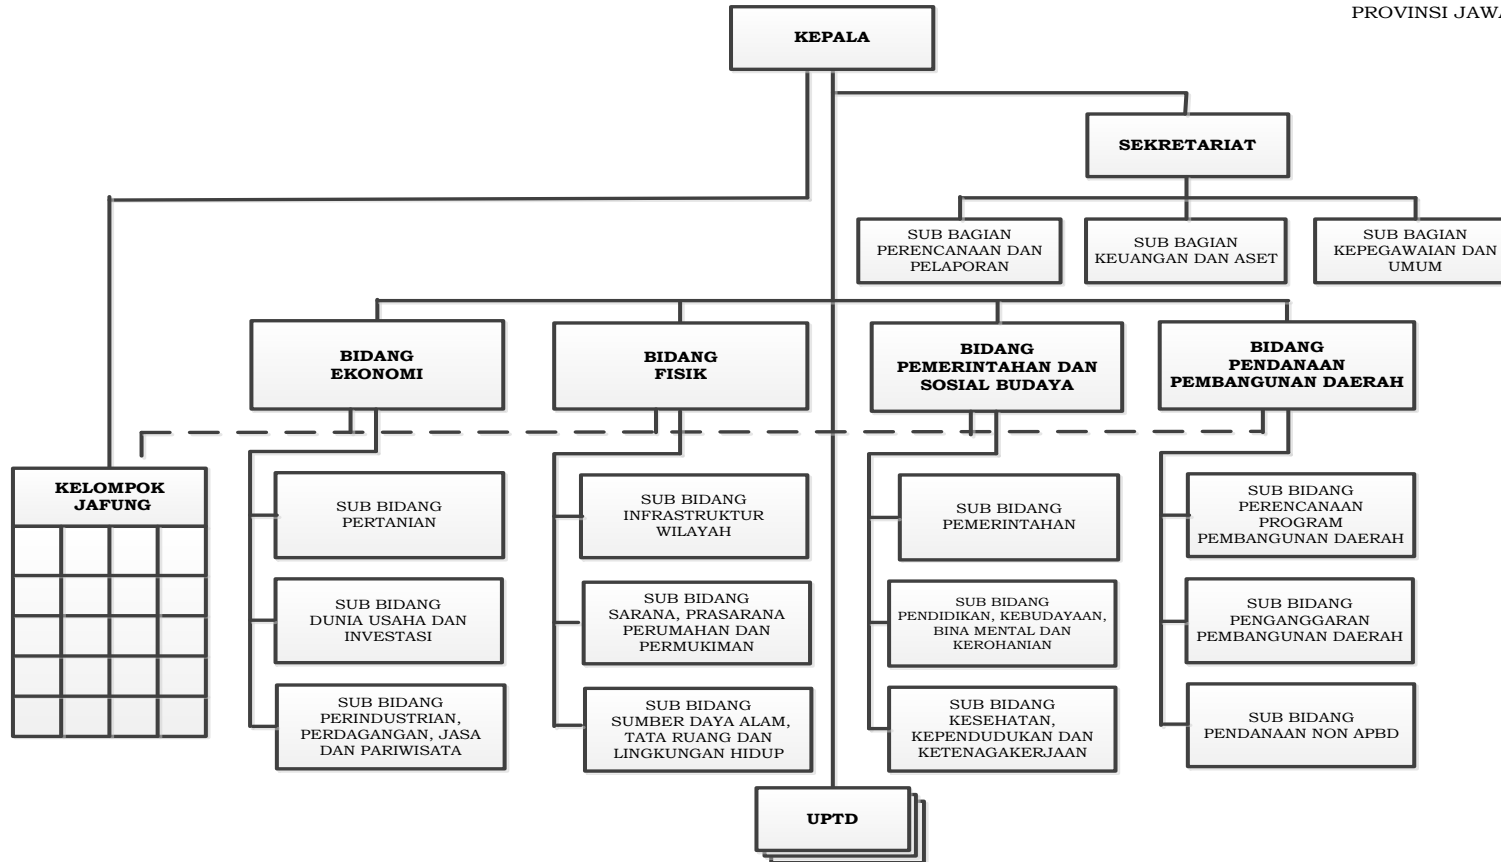 PROVINSI JAWA
KEPALA
SEKRETARIAT
SUB BAGIAN
PERENCANAAN DAN
PELAPORAN
SUB BAGIAN
KEUANGAN DAN ASET
SUB BAGIAN
KEPEGAWAIAN DAN
UMUM
BIDANG
EKONOMI
BIDANG
FISIK
BIDANG
PEMERINTAHAN DAN
SOSIAL BUDAYA
BIDANG
PENDANAAN
PEMBANGUNAN DAERAH
KELOMPOK
JAFUNG
SUB BIDANG
PERTANIAN
SUB BIDANG
INFRASTRUKTUR
WILAYAH
SUB BIDANG
PEMERINTAHAN
SUB BIDANG
PERENCANAAN
PROGRAM
PEMBANGUNAN DAERAH
SUB BIDANG
DUNIA USAHA DAN
INVESTASI
SUB BIDANG
SARANA, PRASARANA
PERUMAHAN DAN
PERMUKIMAN
SUB BIDANG
PENDIDIKAN, KEBUDAYAAN,
BINA MENTAL DAN
KEROHANIAN
SUB BIDANG
PENGANGGARAN
PEMBANGUNAN DAERAH
SUB BIDANG
PERINDUSTRIAN,
PERDAGANGAN, JASA
DAN PARIWISATA
SUB BIDANG
SUMBER DAYA ALAM,
TATA RUANG DAN
LINGKUNGAN HIDUP
SUB BIDANG
KESEHATAN,
KEPENDUDUKAN DAN
KETENAGAKERJAAN
SUB BIDANG
PENDANAAN NON APBD
UPTD